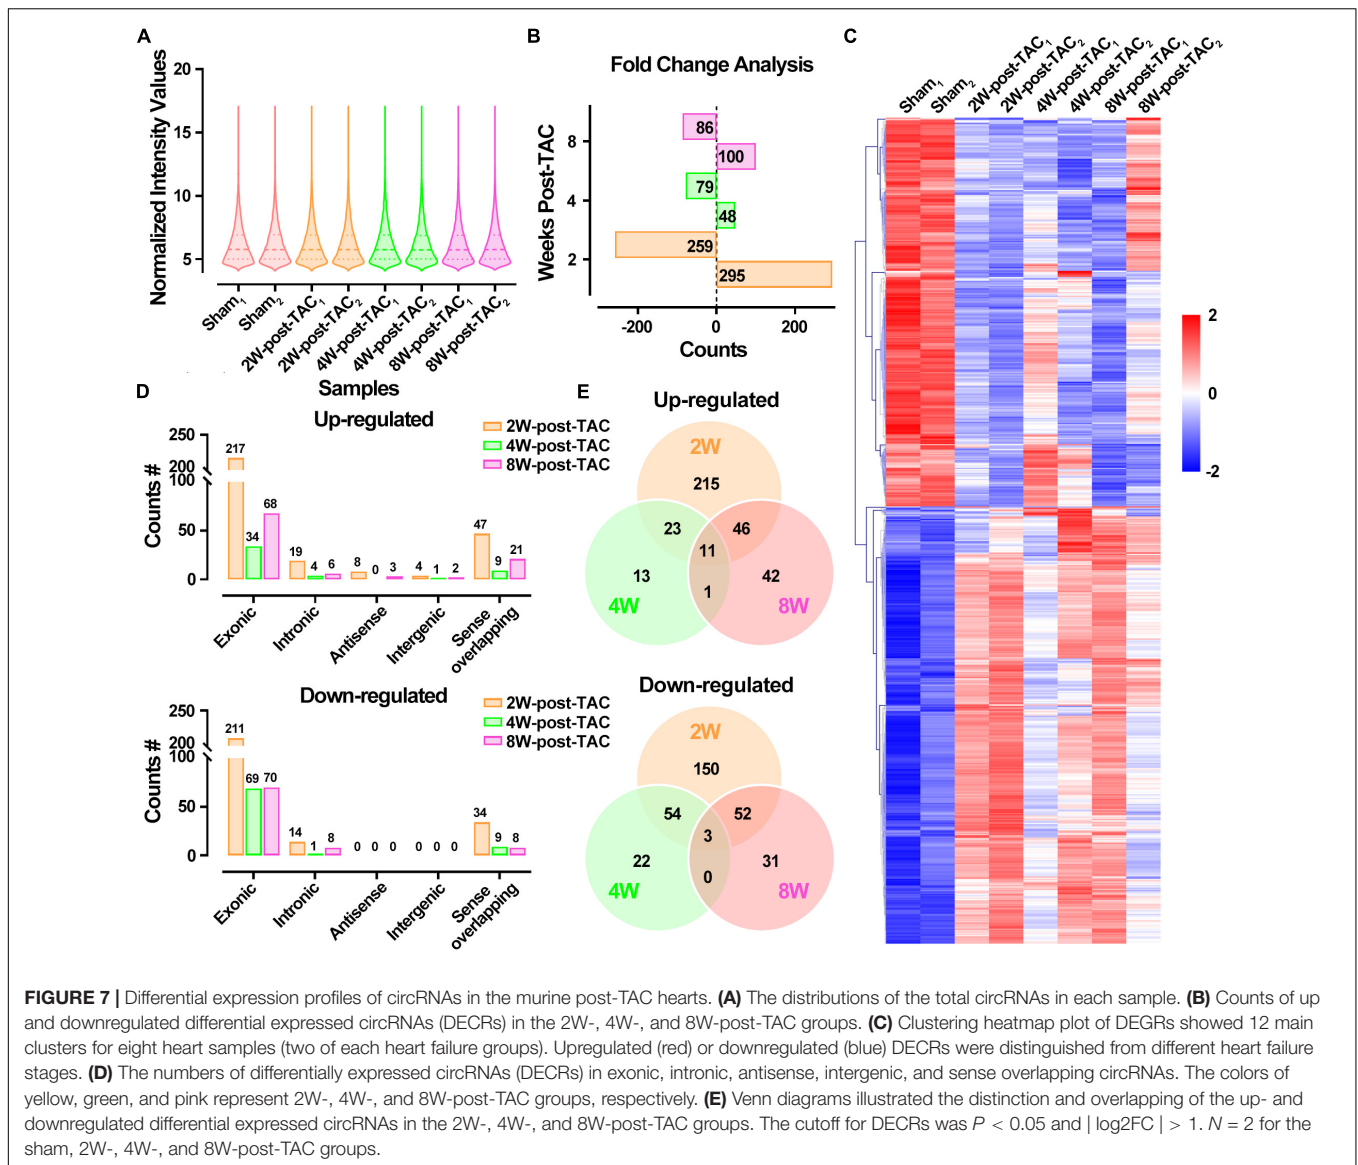 A
Normalized Intensity Values
20
15
10
5
Sham1
Sham2
2W-post-TAC1
2W-post-TAC2
4W-post-TAC1
4W-post-TAC2
8W-post-TAC1
8W-post-TAC2
Samples
B
Fold Change Analysis
Weeks Post-TAC
8
4
2
86
100
79
48
259
295
-200
0
200
Counts
C
Sham1
Sham2
2W-post-TAC1
2W-post-TAC2
4W-post-TAC1
4W-post-TAC2
8W-post-TAC1
8W-post-TAC2
2
0
-2
D
Up-regulated
2W-post-TAC
4W-post-TAC
8W-post-TAC
Counts #
250
200
100
50
0
217
34
68
19
4
6
8
0
3
4
1
2
47
9
21
Exonic
Intronic
Antisense
Intergenic
Sense
overlapping
Down-regulated
2W-post-TAC
4W-post-TAC
8W-post-TAC
Counts #
250
200
100
50
0
211
69
70
14
1
8
0
0
0
0
0
0
34
9
8
Exonic
Intronic
Antisense
Intergenic
Sense
overlapping
E
Up-regulated
2W
215
23
46
11
13
1
42
4W
8W
Down-regulated
2W
150
54
52
3
22
0
31
4W
8W
FIGURE 7 | Differential expression profiles of circRNAs in the murine post-TAC hearts. (A) The distributions of the total circRNAs in each sample. (B) Counts of up
and downregulated differential expressed circRNAs (DECRs) in the 2W-, 4W-, and 8W-post-TAC groups. (C) Clustering heatmap plot of DEGRs showed 12 main
clusters for eight heart samples (two of each heart failure groups). Upregulated (red) or downregulated (blue) DECRs were distinguished from different heart failure
stages. (D) The numbers of differentially expressed circRNAs (DECRs) in exonic, intronic, antisense, intergenic, and sense overlapping circRNAs. The colors of
yellow, green, and pink represent 2W-, 4W-, and 8W-post-TAC groups, respectively. (E) Venn diagrams illustrated the distinction and overlapping of the up- and
downregulated differential expressed circRNAs in the 2W-, 4W-, and 8W-post-TAC groups. The cutoff for DECRs was P < 0.05 and | log2FC | > 1. N = 2 for the
sham, 2W-, 4W-, and 8W-post-TAC groups.